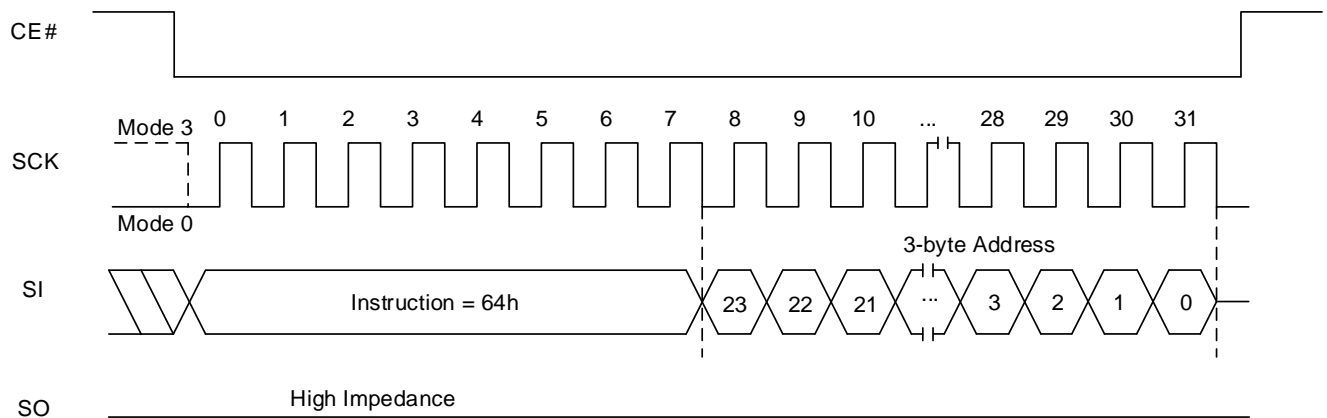 CE#
Mode 3 0 1 2 3 4 5 6 7 8 9 10 ... 28 29 30 31
SCK
Mode 0
3-byte Address
SI Instruction = 64h 23 22 21 ... 3 2 1 0
High Impedance
SO